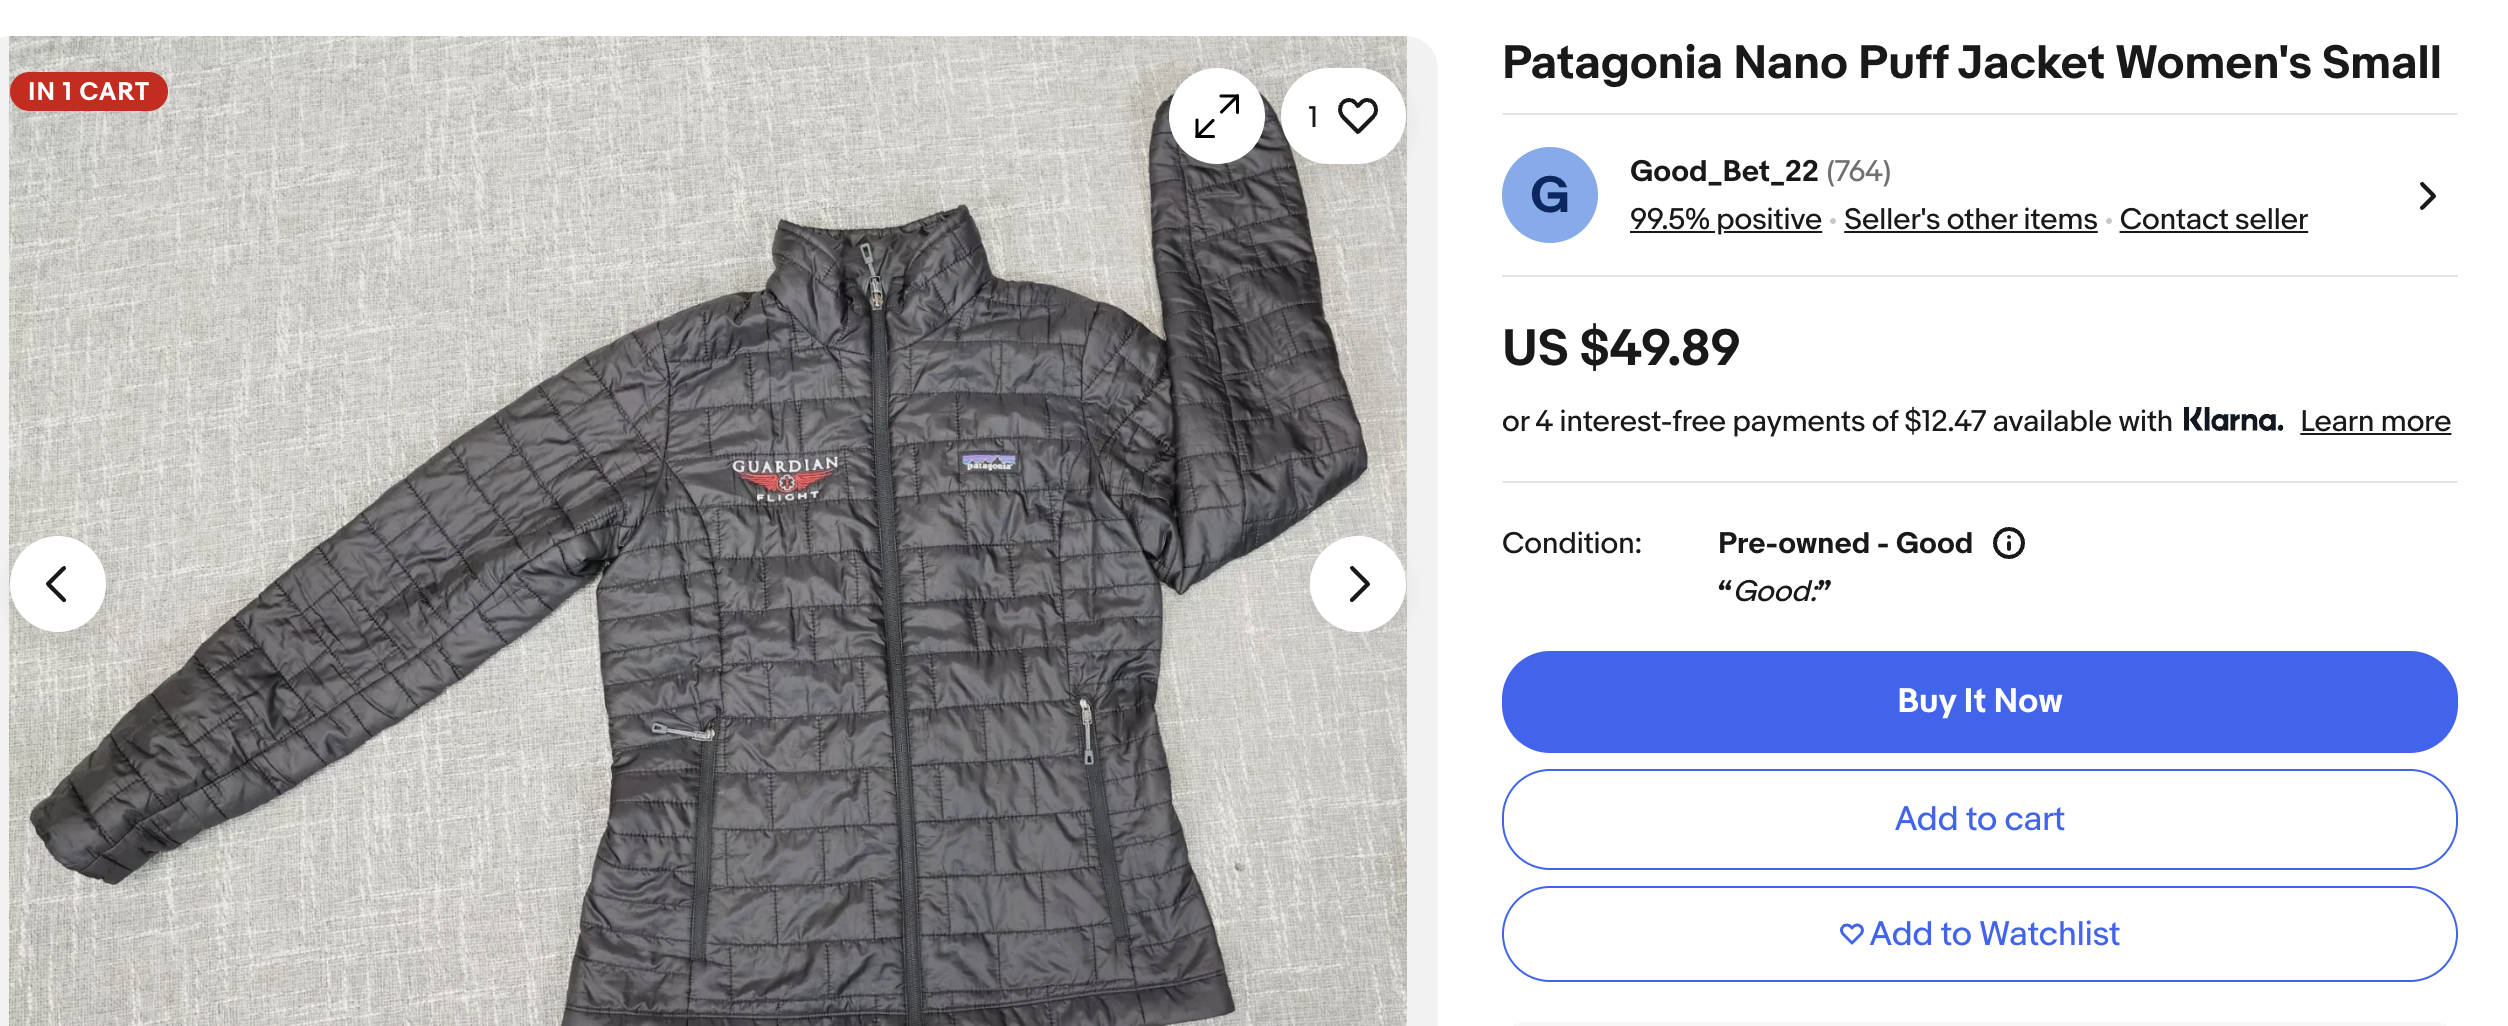 IN 1 CART
1
GUARDIAN
FLIGHT
patagonia
Patagonia Nano Puff Jacket Women's Small
G
Good_Bet_22 (764)
99.5% positive • Seller's other items • Contact seller
US $49.89
or 4 interest-free payments of $12.47 available with Klarna. Learn more
Condition: Pre-owned - Good
“Good.”
Buy It Now
Add to cart
Add to Watchlist